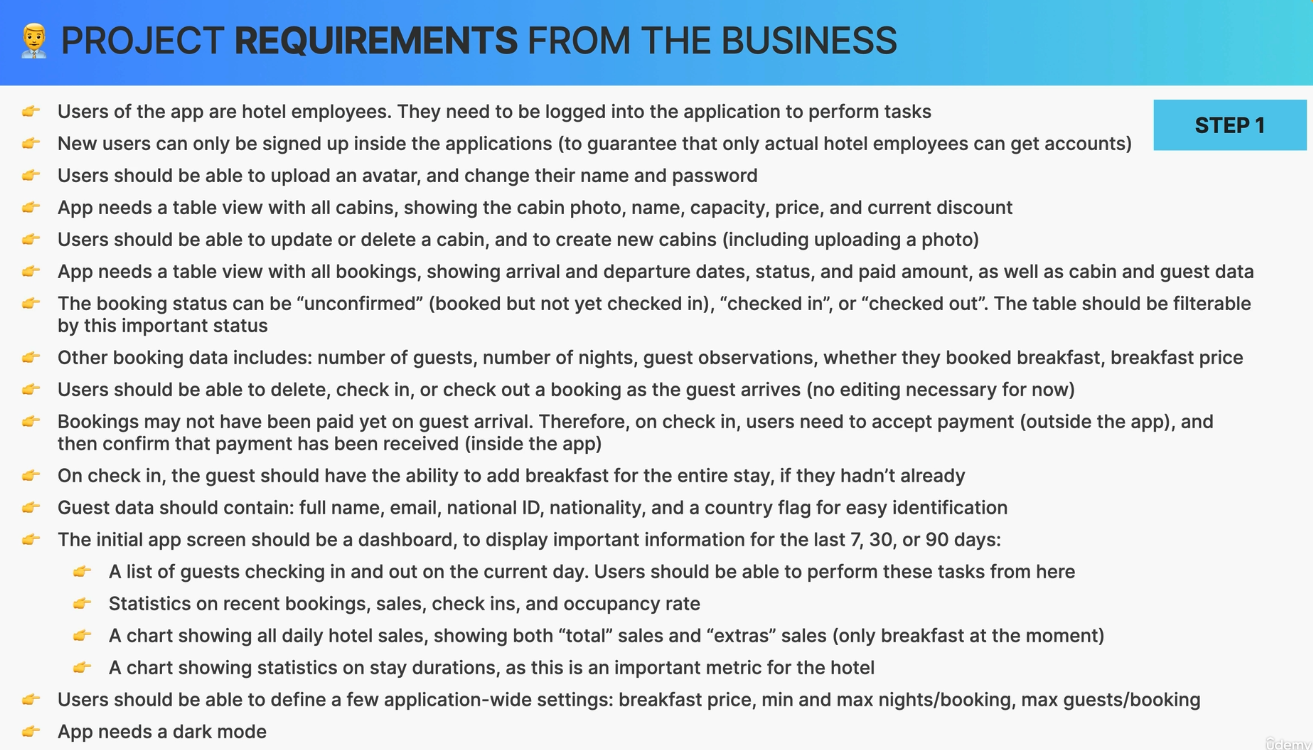 PROJECT REQUIREMENTS FROM THE BUSINESS
STEP 1
Users of the app are hotel employees. They need to be logged into the application to perform tasks
New users can only be signed up inside the applications (to guarantee that only actual hotel employees can get accounts)
Users should be able to upload an avatar, and change their name and password
App needs a table view with all cabins, showing the cabin photo, name, capacity, price, and current discount
Users should be able to update or delete a cabin, and to create new cabins (including uploading a photo)
App needs a table view with all bookings, showing arrival and departure dates, status, and paid amount, as well as cabin and guest data
The booking status can be “unconfirmed” (booked but not yet checked in), “checked in”, or “checked out”. The table should be filterable
by this important status
Other booking data includes: number of guests, number of nights, guest observations, whether they booked breakfast, breakfast price
Users should be able to delete, check in, or check out a booking as the guest arrives (no editing necessary for now)
Bookings may not have been paid yet on guest arrival. Therefore, on check in, users need to accept payment (outside the app), and
then confirm that payment has been received (inside the app)
On check in, the guest should have the ability to add breakfast for the entire stay, if they hadn’t already
Guest data should contain: full name, email, national ID, nationality, and a country flag for easy identification
The initial app screen should be a dashboard, to display important information for the last 7, 30, or 90 days:
A list of guests checking in and out on the current day. Users should be able to perform these tasks from here
Statistics on recent bookings, sales, check ins, and occupancy rate
A chart showing all daily hotel sales, showing both “total” sales and “extras” sales (only breakfast at the moment)
A chart showing statistics on stay durations, as this is an important metric for the hotel
Users should be able to define a few application-wide settings: breakfast price, min and max nights/booking, max guests/booking
App needs a dark mode
ûdemy